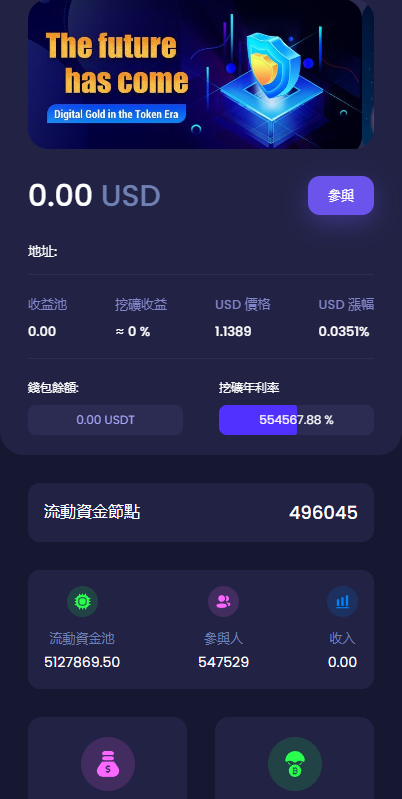 The future
has come
Digital Gold in the Token Era
0.00 USD
參與
地址:
收益池 挖礦收益 USD 價格 USD 漲幅
0.00 ≈ 0 % 1.1389 0.0351%
錢包餘額: 挖礦年利率
0.00 USDT 554567.88 %
流動資金節點 496045
流動資金池 參與人 收入
5127869.50 547529 0.00